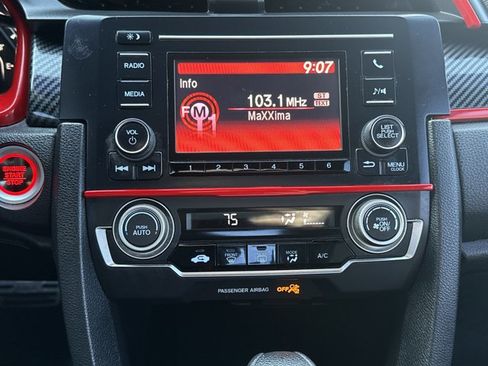 9:07
RADIO
Info
103.1 MHz
ST
MEDIA
FM
TEXT
MaXXima
1
VOL
LIST
PUSH
SELECT
MENU
CLOCK
1 2 3 4 5 6
ENGINE
START
STOP
PUSH
AUTO
75
PUSH
ON/
OFF
FRONT
MODE
A/C
PASSENGER AIRBAG OFF
E